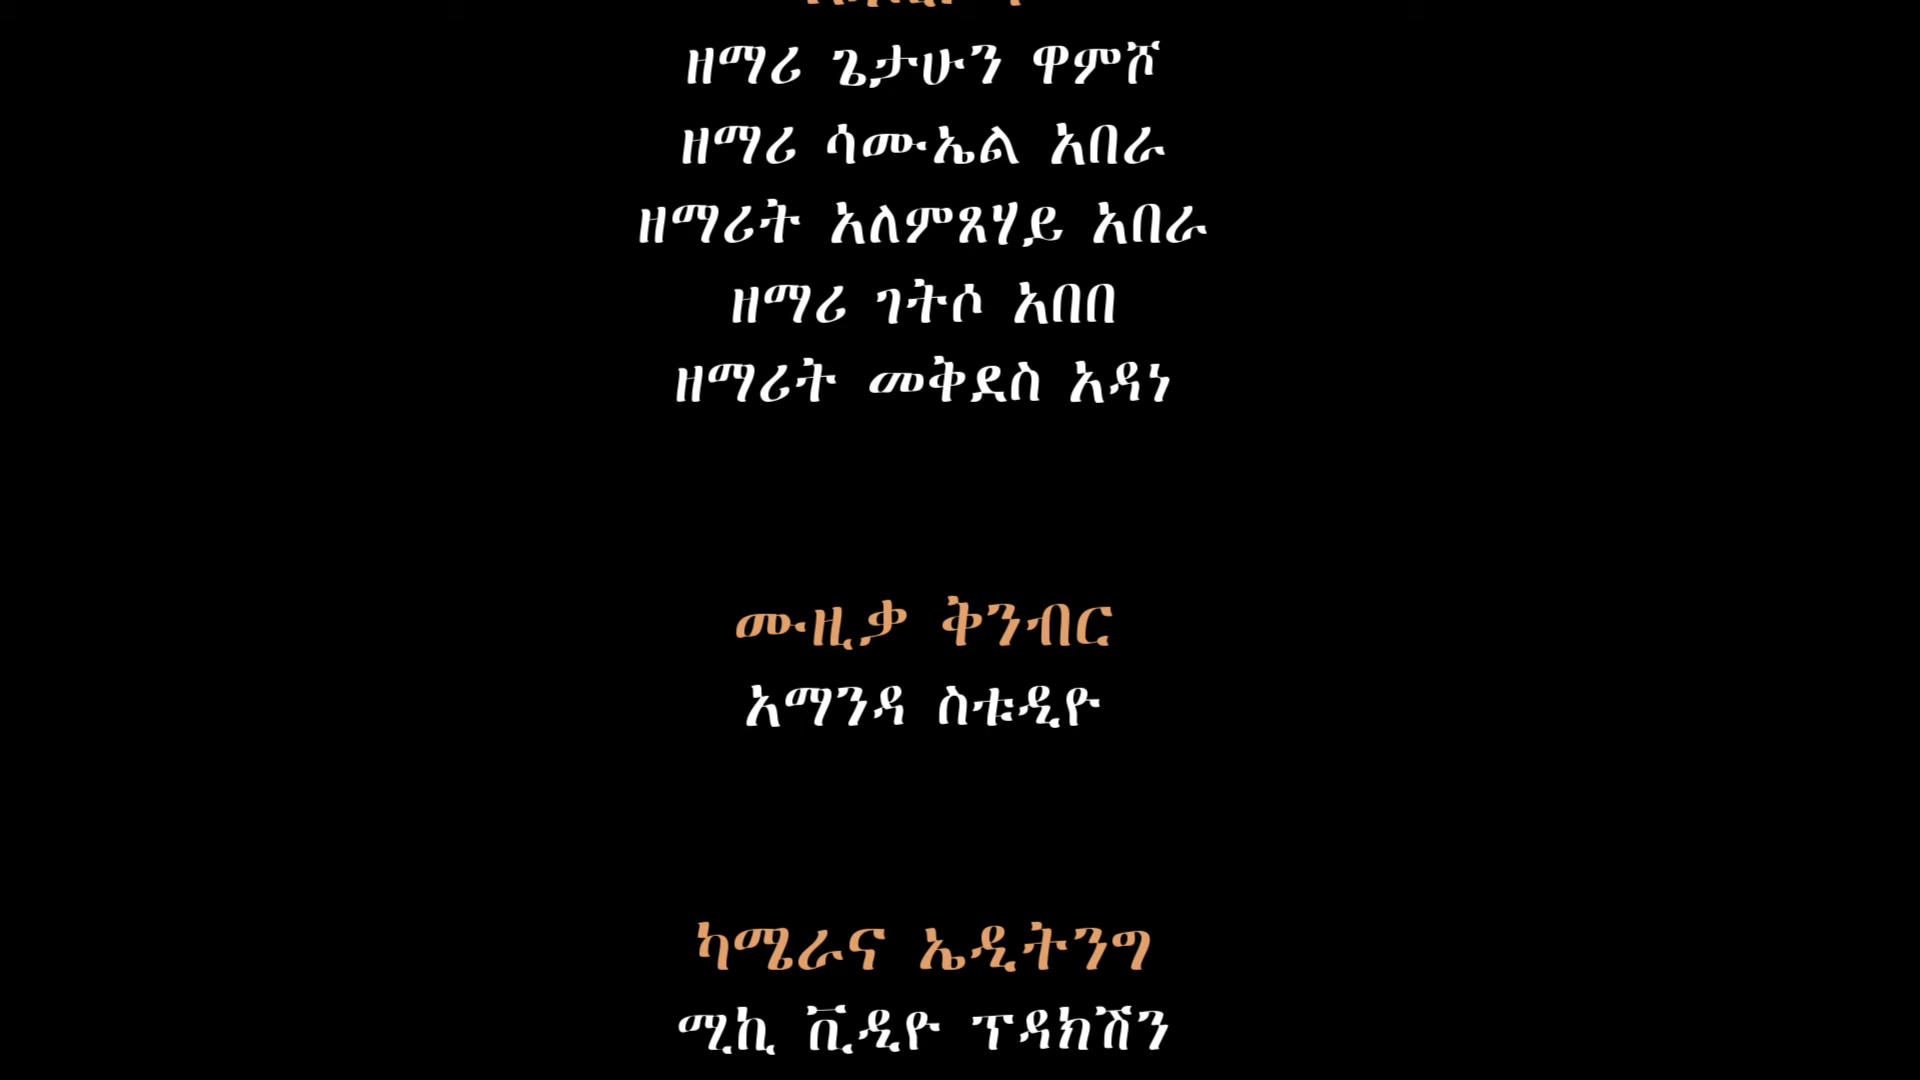 ዘማሪ ጌታሁን ዋምሾ
ዘማሪ ሳሙኤል አበራ
ዘማሪት አለምጸሃይ አበራ
ዘማሪ ገትሶ አበበ
ዘማሪት መቅደስ አዳነ
ሙዚቃ ቅንብር
አማንዳ ስቱዲዮ
ካሜራና ኤዲትንግ
ሚኪ ቪዲዮ ፕዳክሽን